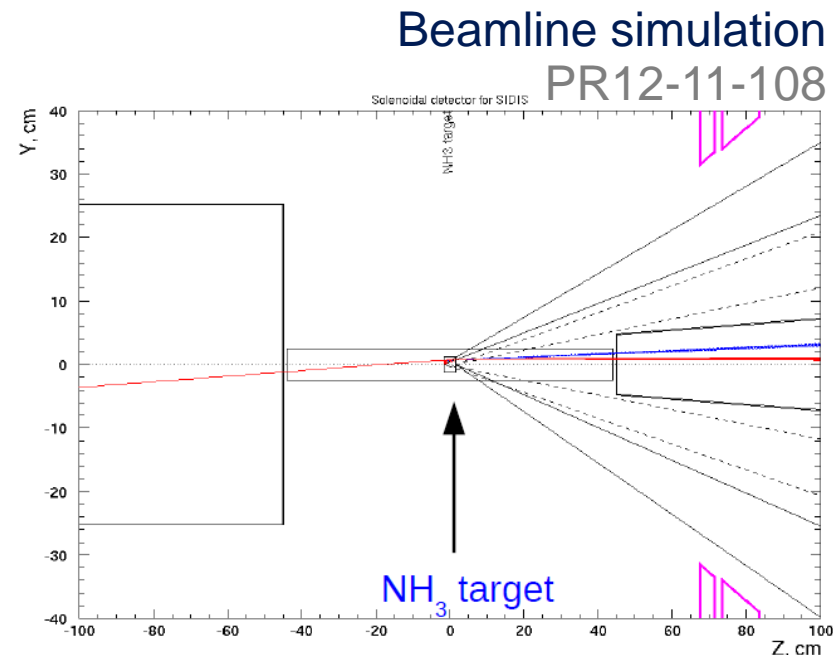 Beamline simulation
PR12-11-108
Solenoidal detector for SIDIS
NH3 target
Y, cm
40
30
20
10
0
-10
-20
-30
-40
NH3 target
-100 -80 -60 -40 -20 0 20 40 60 80 100
Z, cm